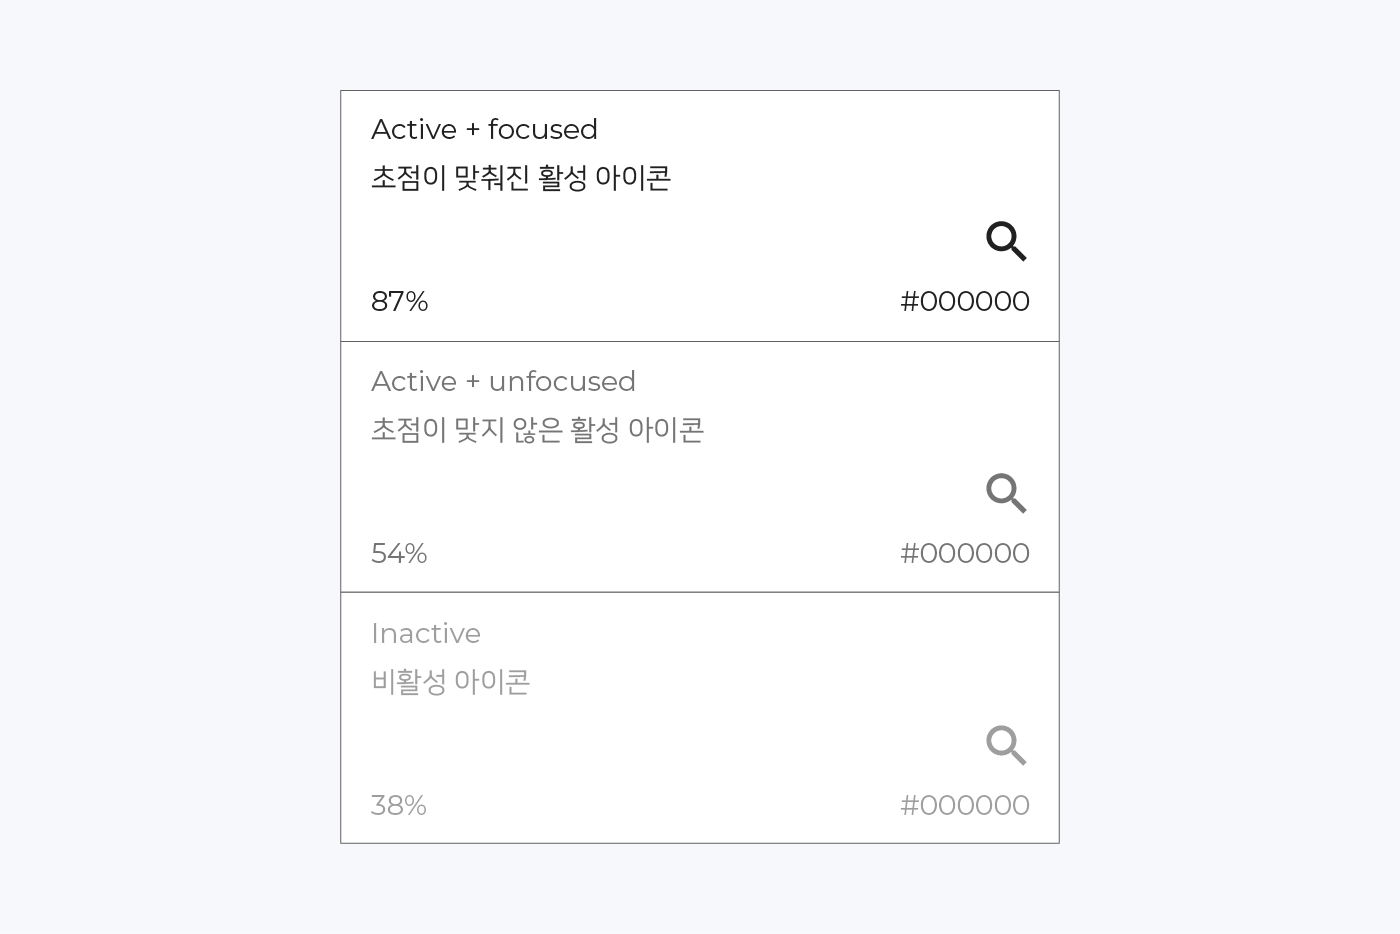 Active + focused
초점이 맞춰진 활성 아이콘
87%
#000000
Active + unfocused
초점이 맞지 않은 활성 아이콘
54%
#000000
Inactive
비활성 아이콘
38%
#000000